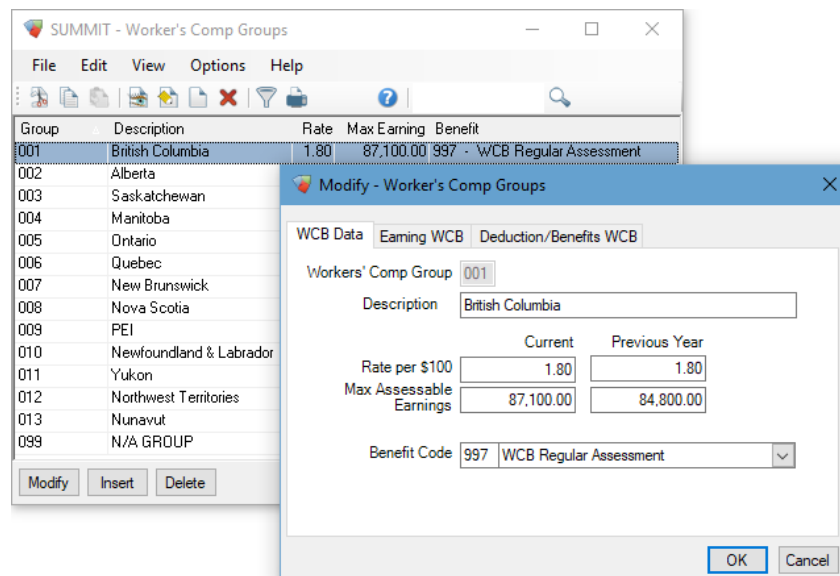 SUMMIT - Worker's Comp Groups
File Edit View Options Help
Group Description Rate Max Earning Benefit
001 British Columbia 1.80 87,100.00 997 - WCB Regular Assessment
002 Alberta
003 Saskatchewan
004 Manitoba
005 Ontario
006 Quebec
007 New Brunswick
008 Nova Scotia
009 PEI
010 Newfoundland & Labrador
011 Yukon
012 Northwest Territories
013 Nunavut
099 N/A GROUP
Modify Insert Delete
Modify - Worker's Comp Groups
WCB Data Earning WCB Deduction/Benefits WCB
Workers' Comp Group 001
Description British Columbia
Current Previous Year
Rate per $100 1.80 1.80
Max Assessable
Earnings 87,100.00 84,800.00
Benefit Code 997 WCB Regular Assessment
OK Cancel